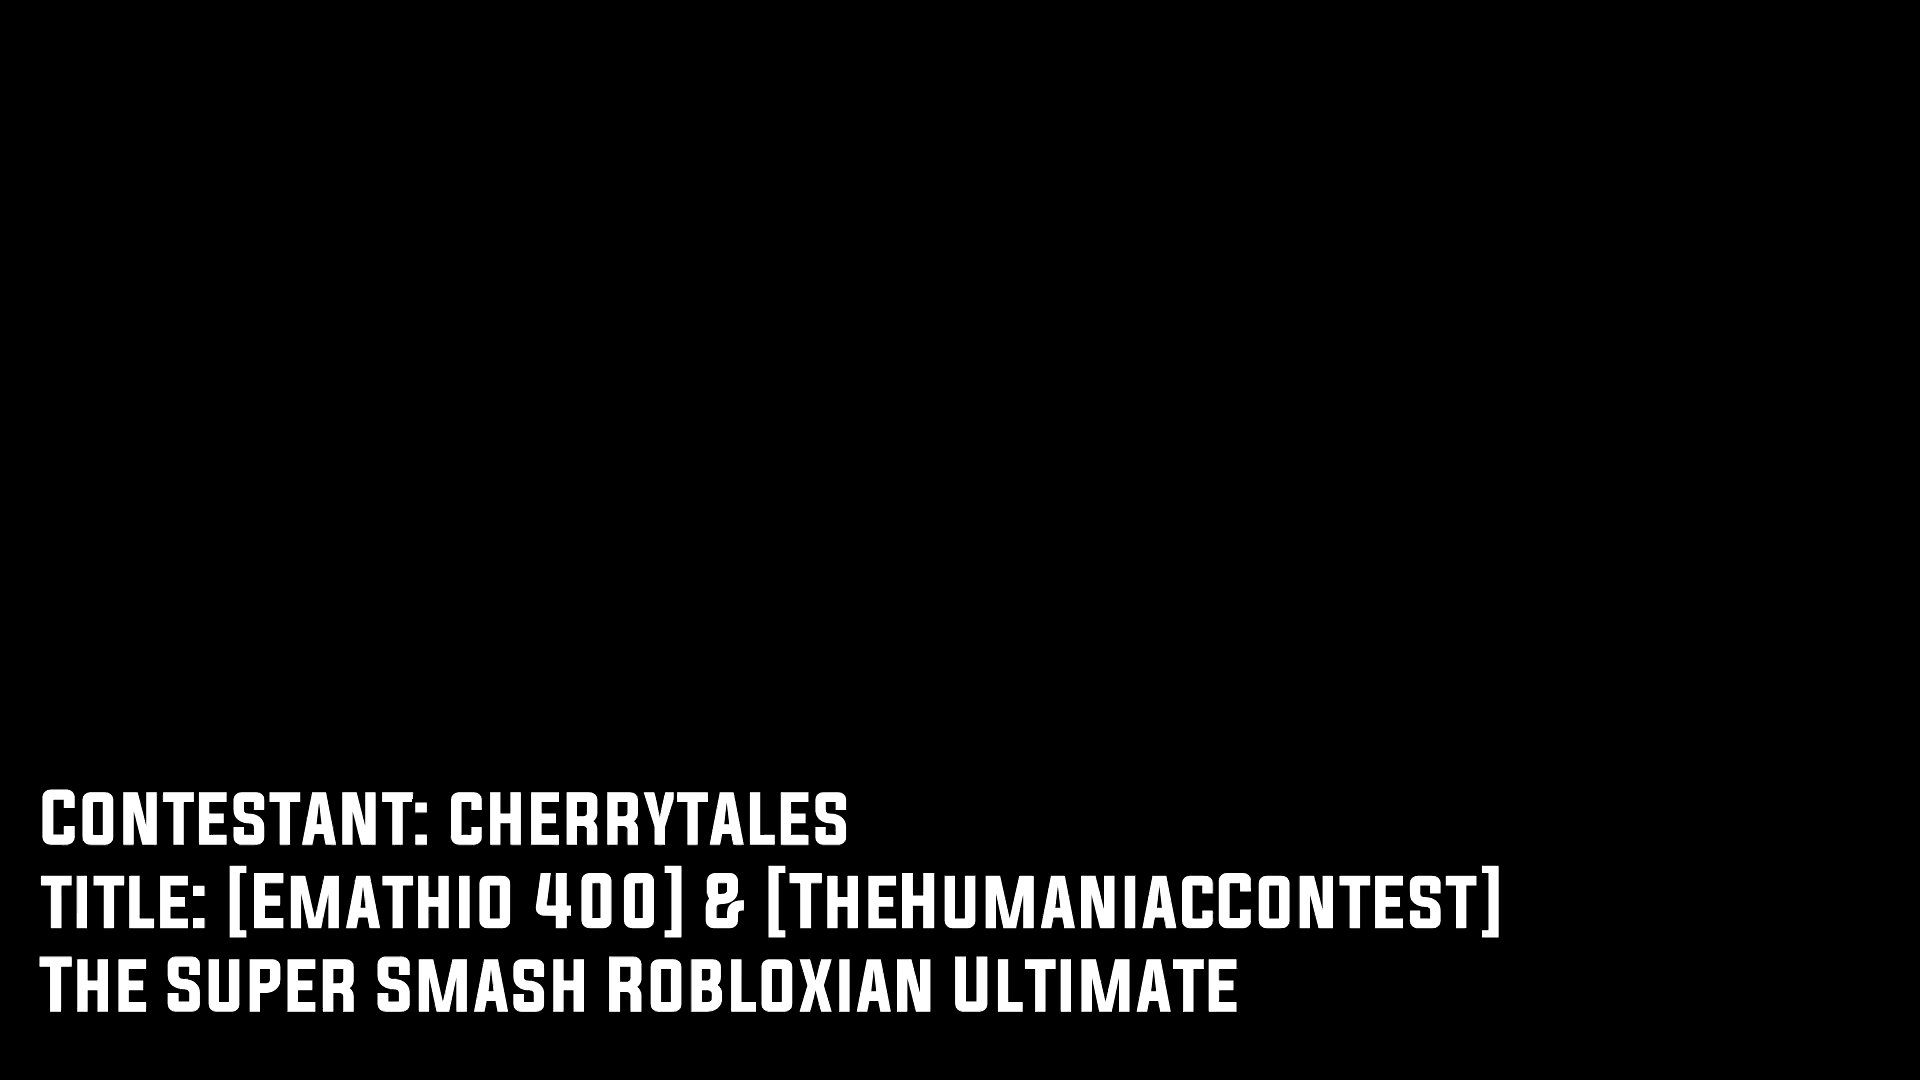 Contestant: cherrytales
title: [Emathio 400] & [TheHumaniacContest]
The Super Smash Robloxian Ultimate